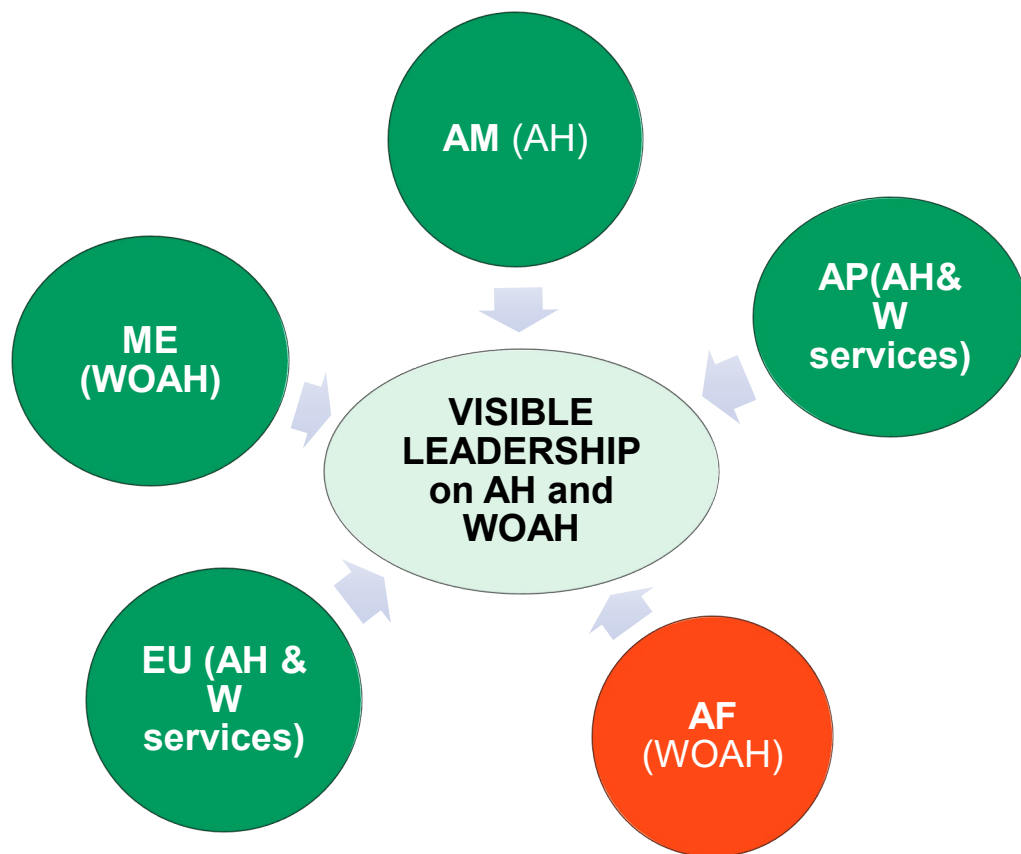 AM (AH)
AP(AH&
W
services)
ME
(WOAH)
VISIBLE
LEADERSHIP
on AH and
WOAH
EU (AH &
W
services)
AF
(WOAH)